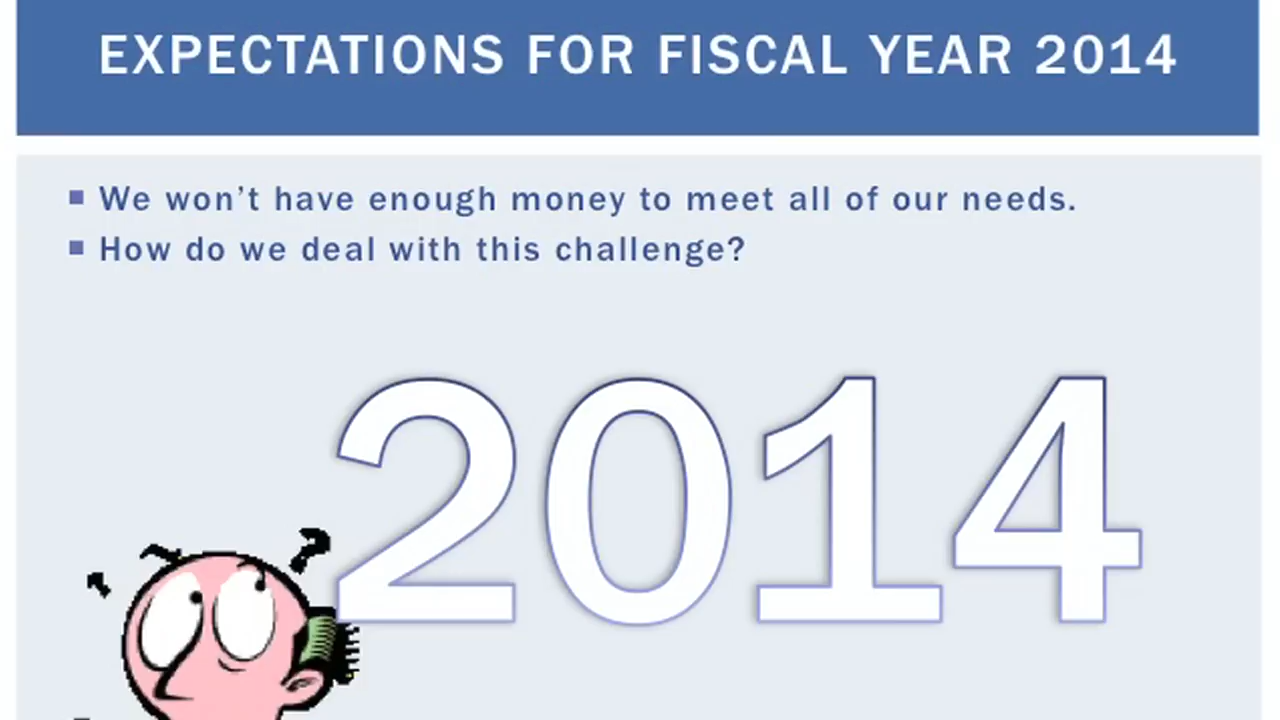 EXPECTATIONS FOR FISCAL YEAR 2014
We won't have enough money to meet all of our needs.
How do we deal with this challenge?
2014